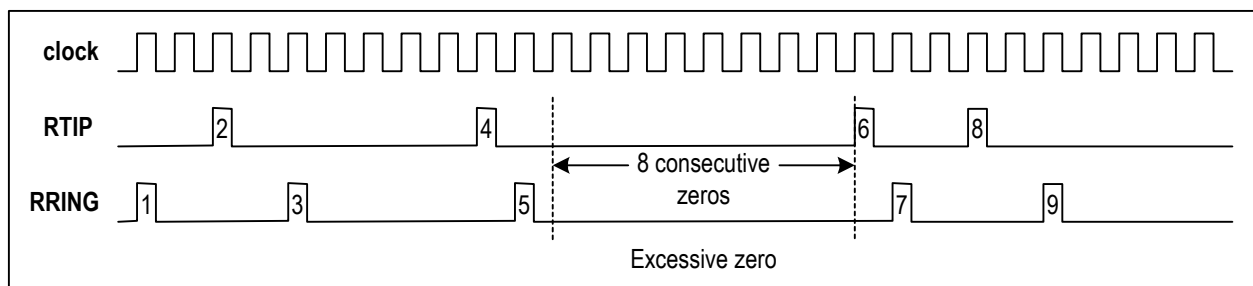 clock
RTIP
2
4
6
8
8 consecutive
zeros
RRING
1
3
5
7
9
Excessive zero